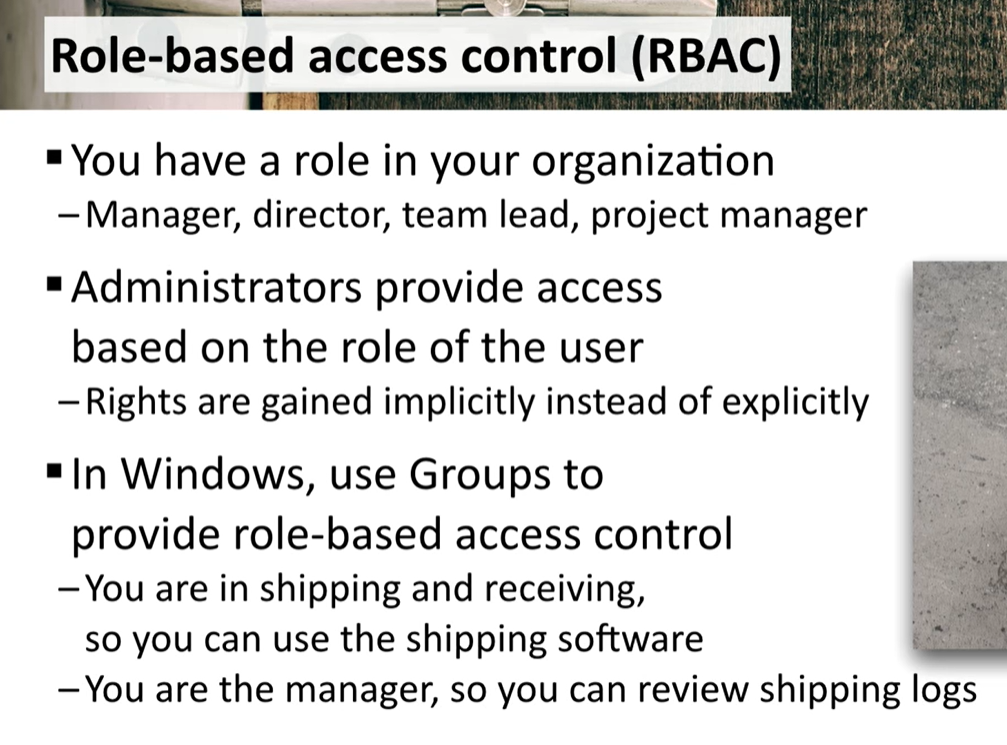 Role-based access control (RBAC)
▪ You have a role in your organization
– Manager, director, team lead, project manager
▪ Administrators provide access
based on the role of the user
– Rights are gained implicitly instead of explicitly
▪ In Windows, use Groups to
provide role-based access control
– You are in shipping and receiving,
so you can use the shipping software
– You are the manager, so you can review shipping logs